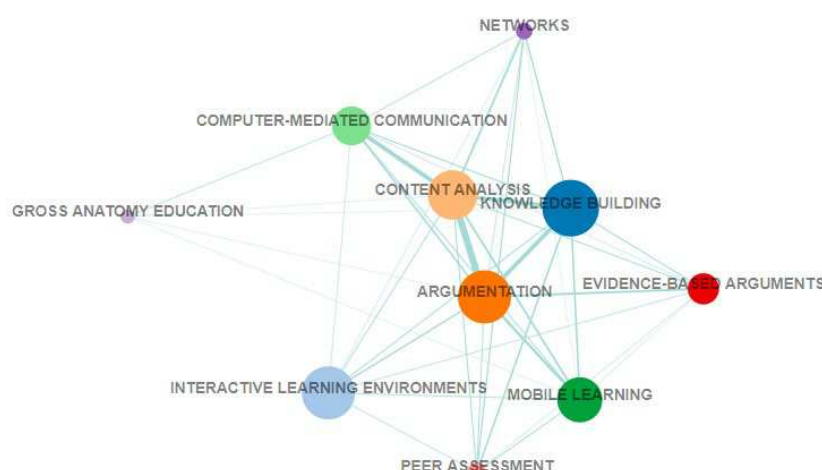 NETWORKS
COMPUTER-MEDIATED COMMUNICATION
CONTENT ANALYSIS
KNOWLEDGE BUILDING
GROSS ANATOMY EDUCATION
EVIDENCE-BASED ARGUMENTS
ARGUMENTATION
INTERACTIVE LEARNING ENVIRONMENTS
MOBILE LEARNING
PEER ASSESSMENT